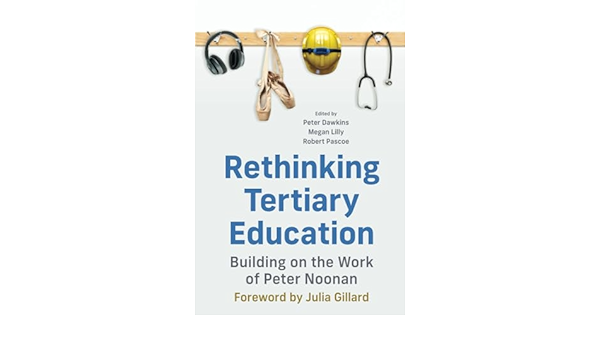 Edited by
Peter Dawkins
Megan Lilly
Robert Pascoe
Rethinking
Tertiary
Education
Building on the Work
of Peter Noonan
Foreword by Julia Gillard